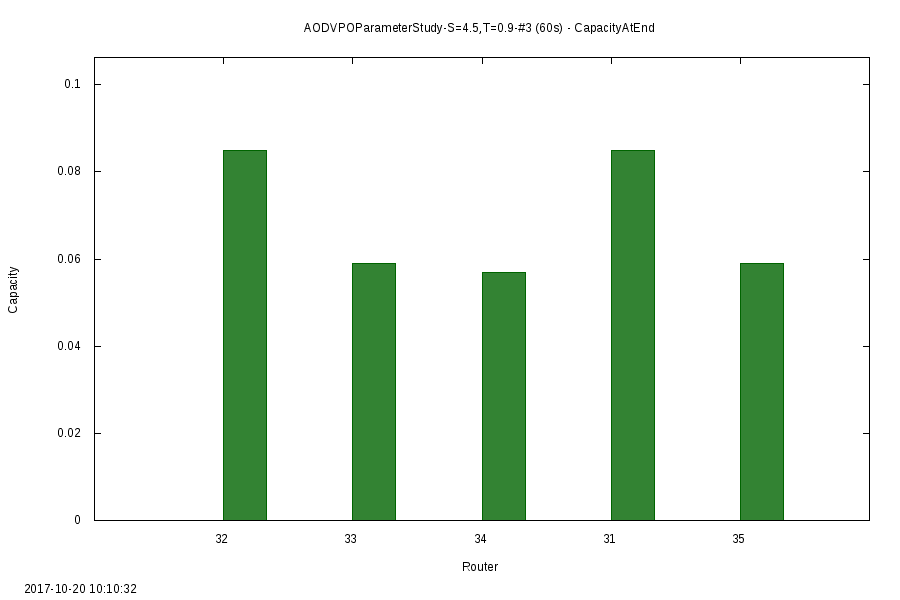 AODVPOParameterStudy-S=4.5,T=0.9-#3 (60s) - CapacityAtEnd
0.1
0.08
0.06
0.04
0.02
0
Capacity
32 33 34 31 35
Router
2017-10-20 10:10:32